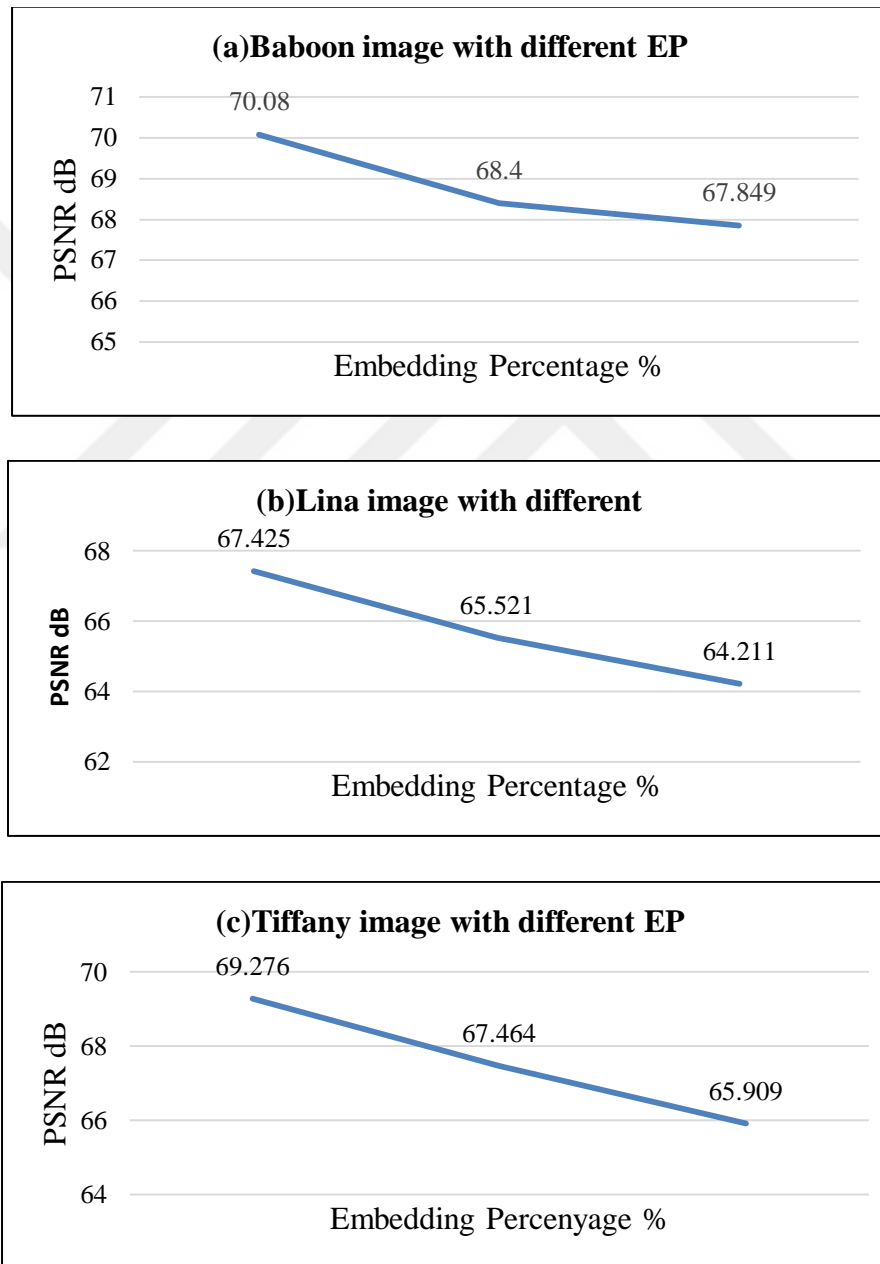 (a)Baboon image with different EP
71
70
69
68
67
66
65
PSNR dB
70.08
68.4
67.849
Embedding Percentage %
(b)Lina image with different
68
66
64
62
PSNR dB
67.425
65.521
64.211
Embedding Percentage %
(c)Tiffany image with different EP
70
68
66
64
PSNR dB
69.276
67.464
65.909
Embedding Percenyage %